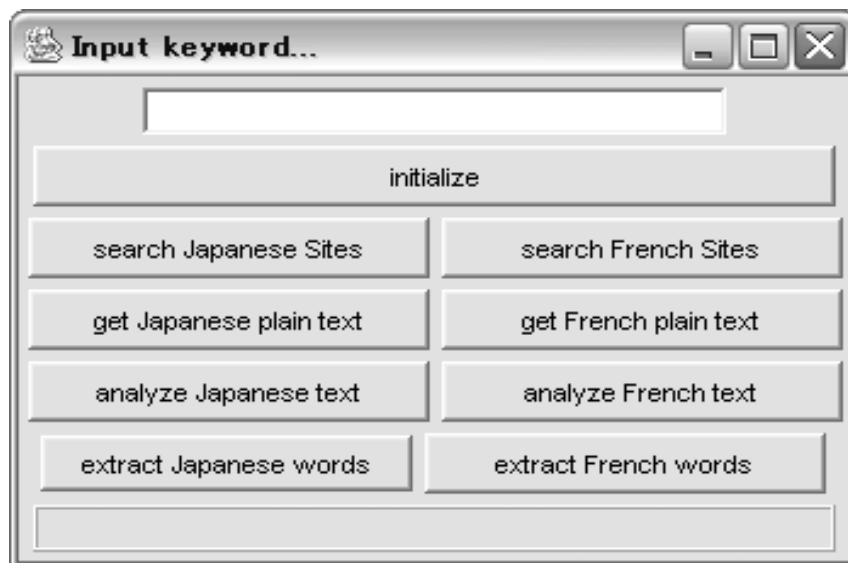 Input keyword...
initialize
search Japanese Sites search French Sites
get Japanese plain text get French plain text
analyze Japanese text analyze French text
extract Japanese words extract French words